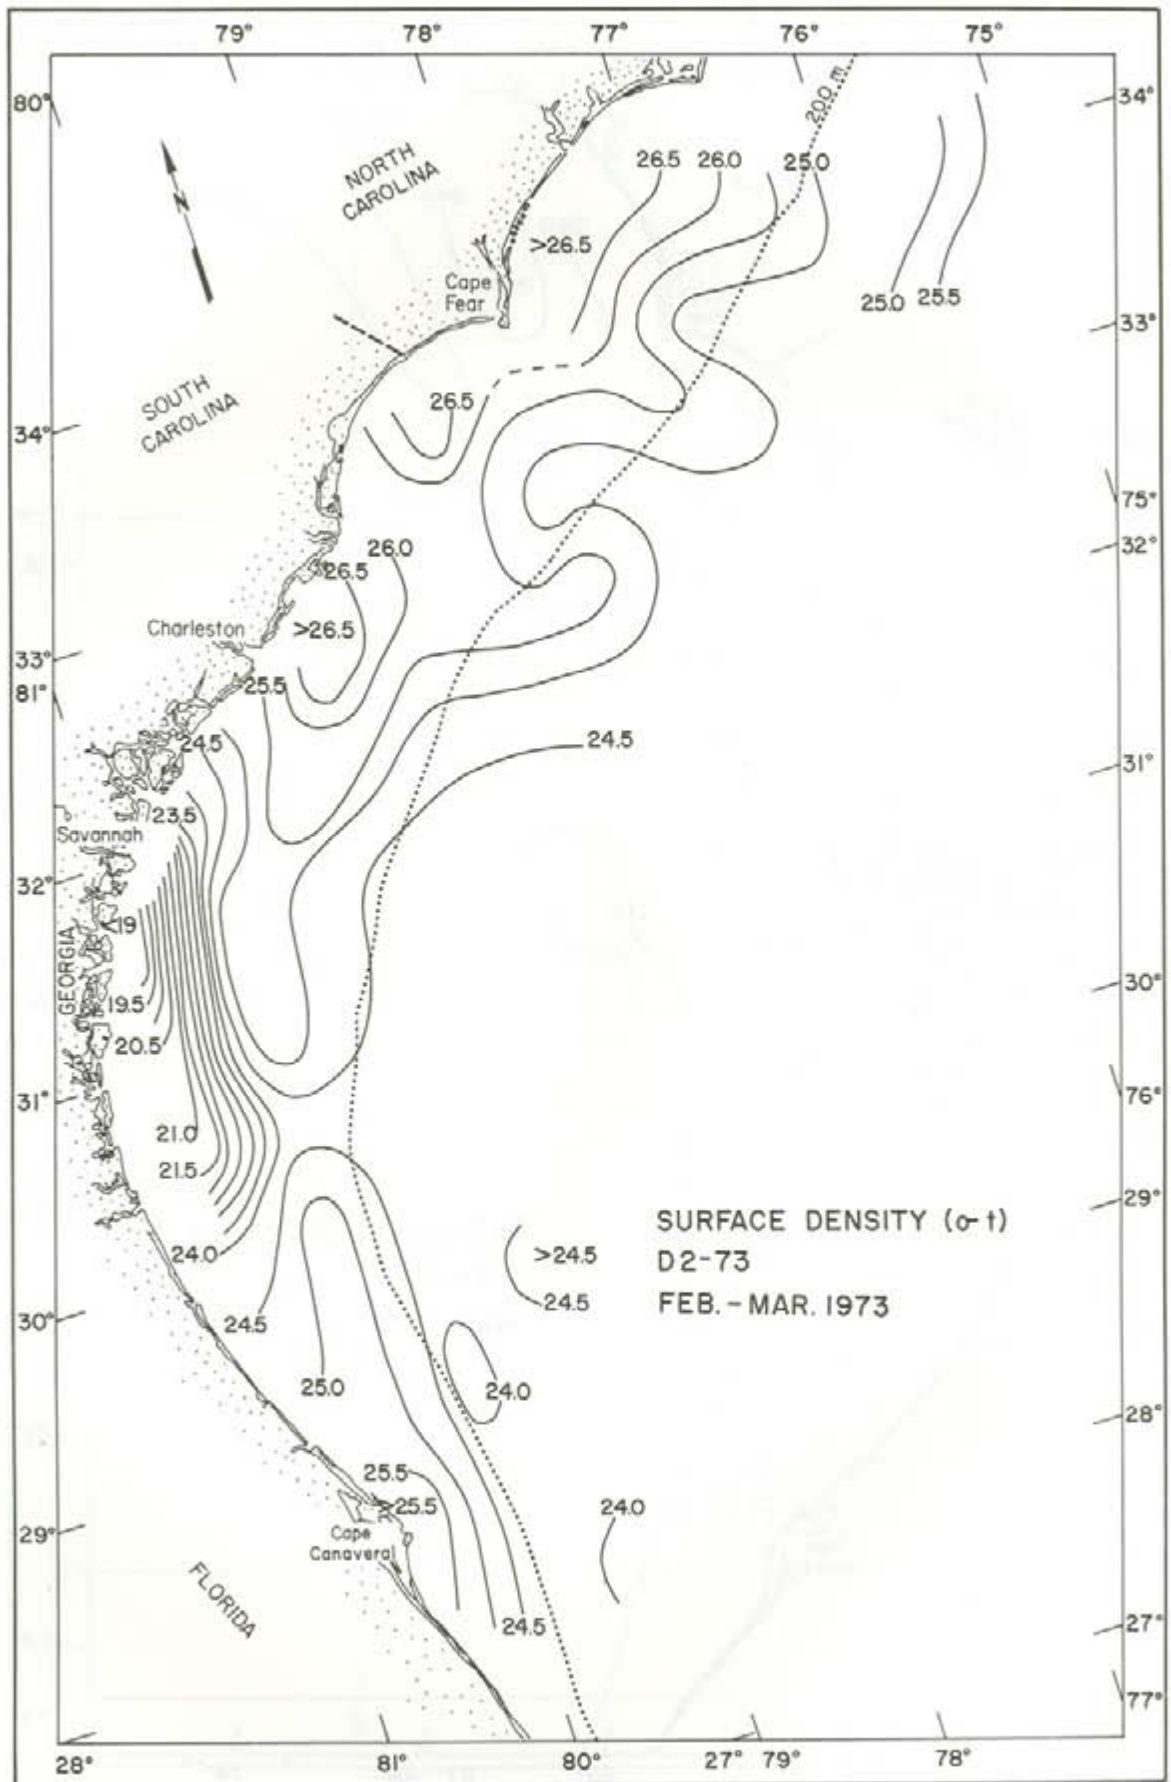 79° 78° 77° 76° 75°
80°
34°
200 m
NORTH
CAROLINA
N
26.5 26.0 25.0
>26.5
Cape
Fear
25.0 25.5
33°
SOUTH
CAROLINA
26.5
34°
75°
32°
26.0
26.5
Charleston
>26.5
33°
81°
25.5
24.5
24.5
31°
23.5
Savannah
32°
19
GEORGIA
30°
19.5
20.5
31°
76°
21.0
21.5
29°
SURFACE DENSITY (σ-t)
24.0
>24.5
D2-73
24.5
FEB. - MAR. 1973
30°
24.5
25.0
24.0
28°
25.5
>25.5
24.0
29°
Cape
Canaveral
FLORIDA
24.5
27°
77°
28° 81° 80° 27° 79° 78°